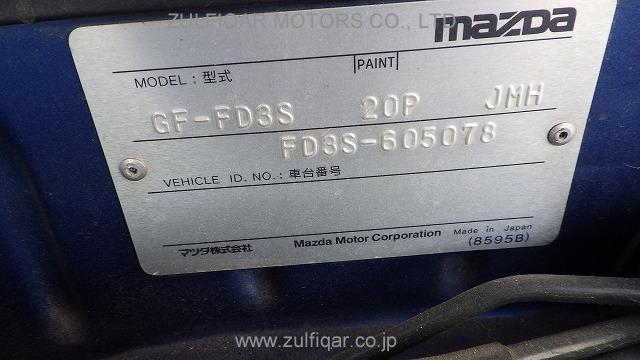 ZULFIQAR MOTORS CO., LTD.
mazda
MODEL : 型式
PAINT
GF-FD3S 20P JMH
FD3S-605078
VEHICLE ID. NO. : 車台番号
マツダ株式会社 Mazda Motor Corporation Made in Japan
(8595B)
www.zulfiqar.co.jp